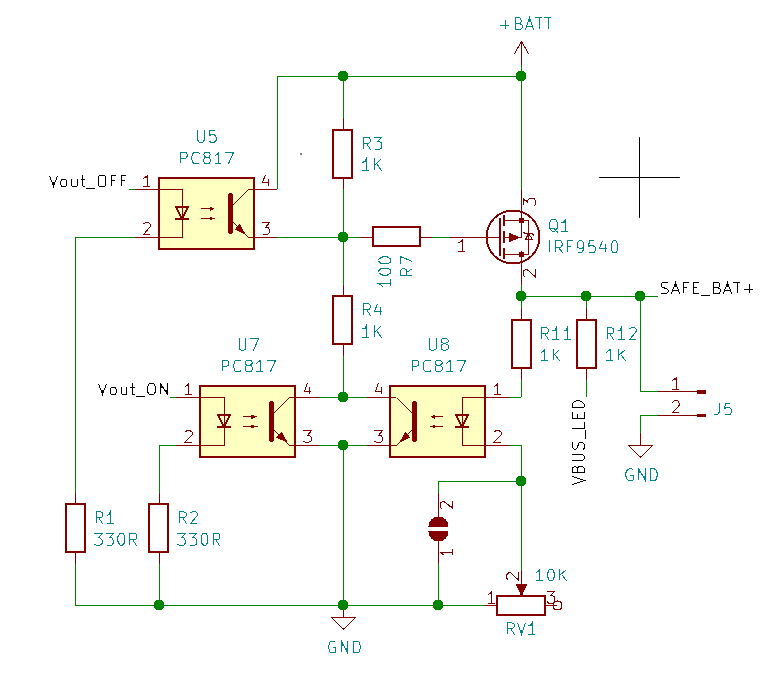 +BATT
U5
PC817
R3
1K
Vout_OFF
1
4
2
3
3
Q1
IRF9540
1
100
R7
2
SAFE_BAT+
R4
1K
R11
1K
R12
1K
U7
PC817
U8
PC817
Vout_ON
1
4
4
1
2
3
3
2
1
2
J5
VBUS_LED
GND
R1
330R
R2
330R
2
1
2
10K
1
3
RV1
GND